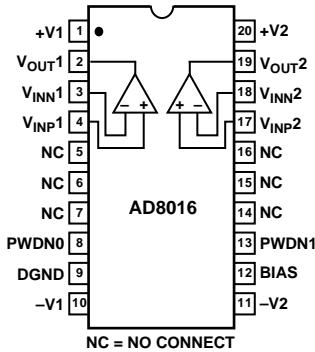 +V1 1 20 +V2
VOUT1 2 19 VOUT2
VINN1 3 18 VINN2
– + + –
VINP1 4 17 VINP2
NC 5 16 NC
NC 6 15 NC
NC 7 AD8016 14 NC
PWDN0 8 13 PWDN1
DGND 9 12 BIAS
–V1 10 11 –V2
NC = NO CONNECT